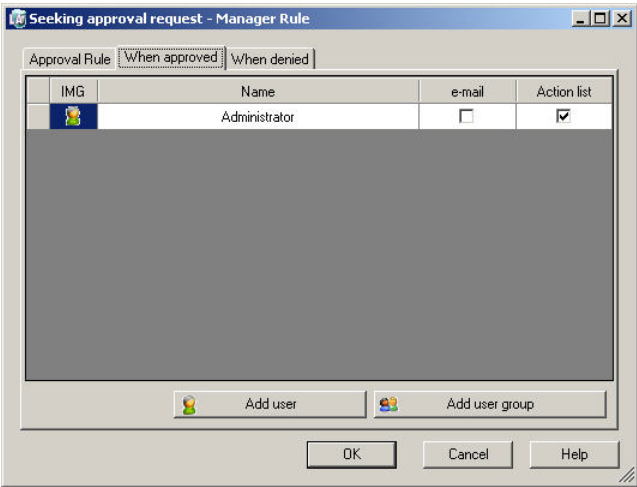 Seeking approval request - Manager Rule
Approval Rule When approved When denied
IMG Name e-mail Action list
Administrator
Add user Add user group
OK Cancel Help